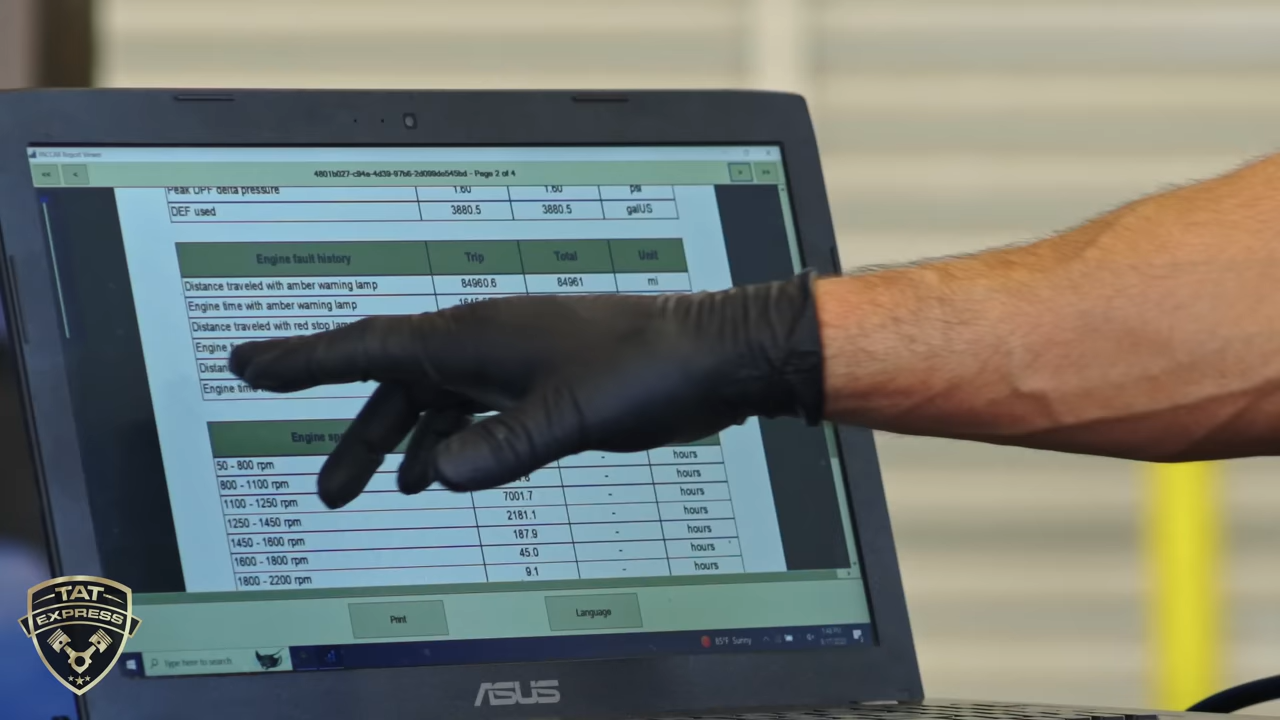 PACCAR Report Viewer
<< <
4801b027-c94a-4d39-97b6-2d099de545bd - Page 2 of 4
> >>
Peak DPF delta pressure 1.60 1.60 psi
DEF used 3880.5 3880.5 galUS
Engine fault history Trip Total Unit
Distance traveled with amber warning lamp 84960.6 84961 mi
Engine time with amber warning lamp
Distance traveled with red stop lamp
Engine
Engine time
Engine
50 - 800 rpm - hours
800 - 1100 rpm - hours
1100 - 1250 rpm 7001.7 - hours
1250 - 1450 rpm 2181.1 - hours
1450 - 1600 rpm 187.9 - hours
1600 - 1800 rpm 45.0 - hours
1800 - 2200 rpm 9.1 - hours
Print Language
Type here to search
85°F Sunny
ASUS
TAT
EXPRESS